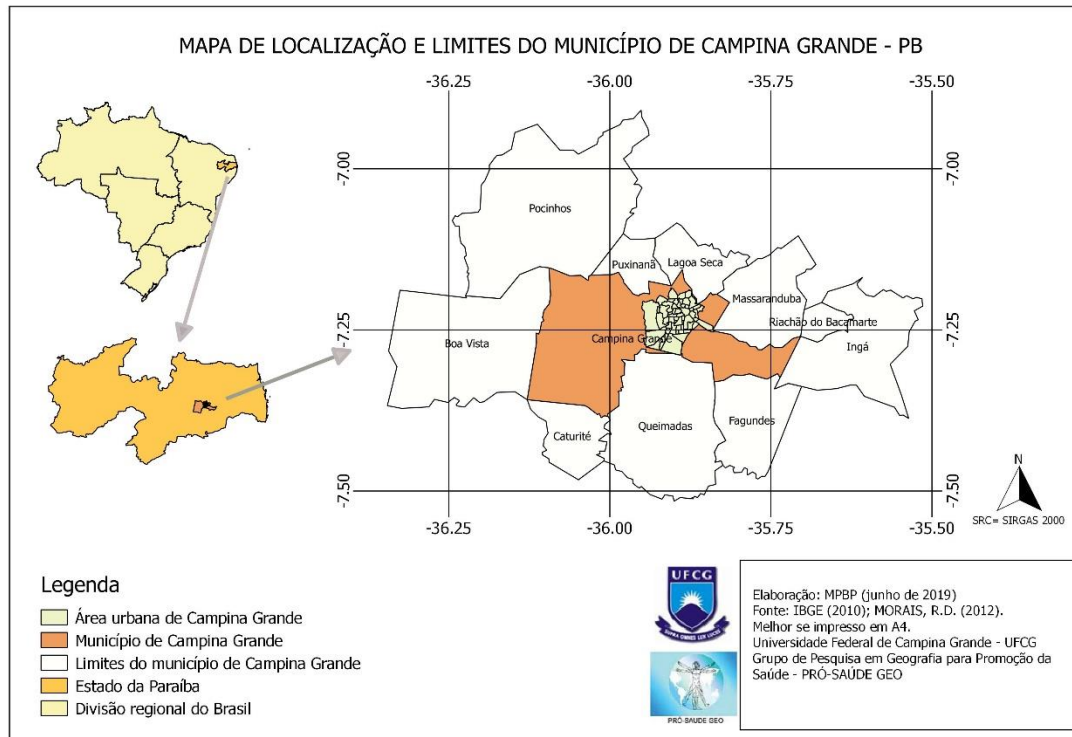 MAPA DE LOCALIZAÇÃO E LIMITES DO MUNICÍPIO DE CAMPINA GRANDE - PB
-36.25 -36.00 -35.75 -35.50
-7.00 -7.00
Pocinhos
Puxinanã
Lagoa Seca
Massaranduba
Riachão do Bacamarte
-7.25 -7.25
Boa Vista
Campina Grande
Ingá
Caturité
Queimadas
Fagundes
-7.50 -7.50
-36.25 -36.00 -35.75 -35.50
N
SRC= SIRGAS 2000
Legenda
Área urbana de Campina Grande
Município de Campina Grande
Limites do município de Campina Grande
Estado da Paraíba
Divisão regional do Brasil
UFCG
SUPRA OMNES LUX LUCES
PRÓ-SAUDE GEO
Elaboração: MPBP (junho de 2019)
Fonte: IBGE (2010); MORAIS, R.D. (2012).
Melhor se impresso em A4.
Universidade Federal de Campina Grande - UFCG
Grupo de Pesquisa em Geografia para Promoção da
Saúde - PRÓ-SAÚDE GEO